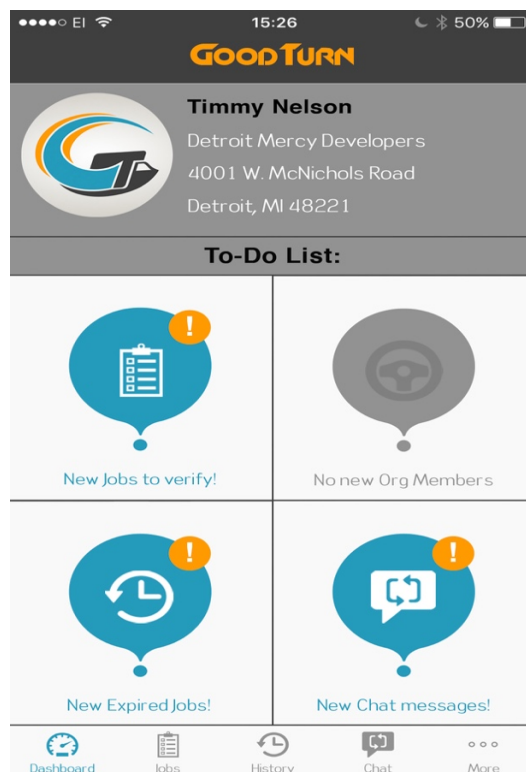 EI 15:26 50%
GOODTURN
Timmy Nelson
Detroit Mercy Developers
4001 W. McNichols Road
Detroit, MI 48221
To-Do List:
!
New Jobs to verify! No new Org Members
! !
New Expired Jobs! New Chat messages!
Dashboard Jobs History Chat More